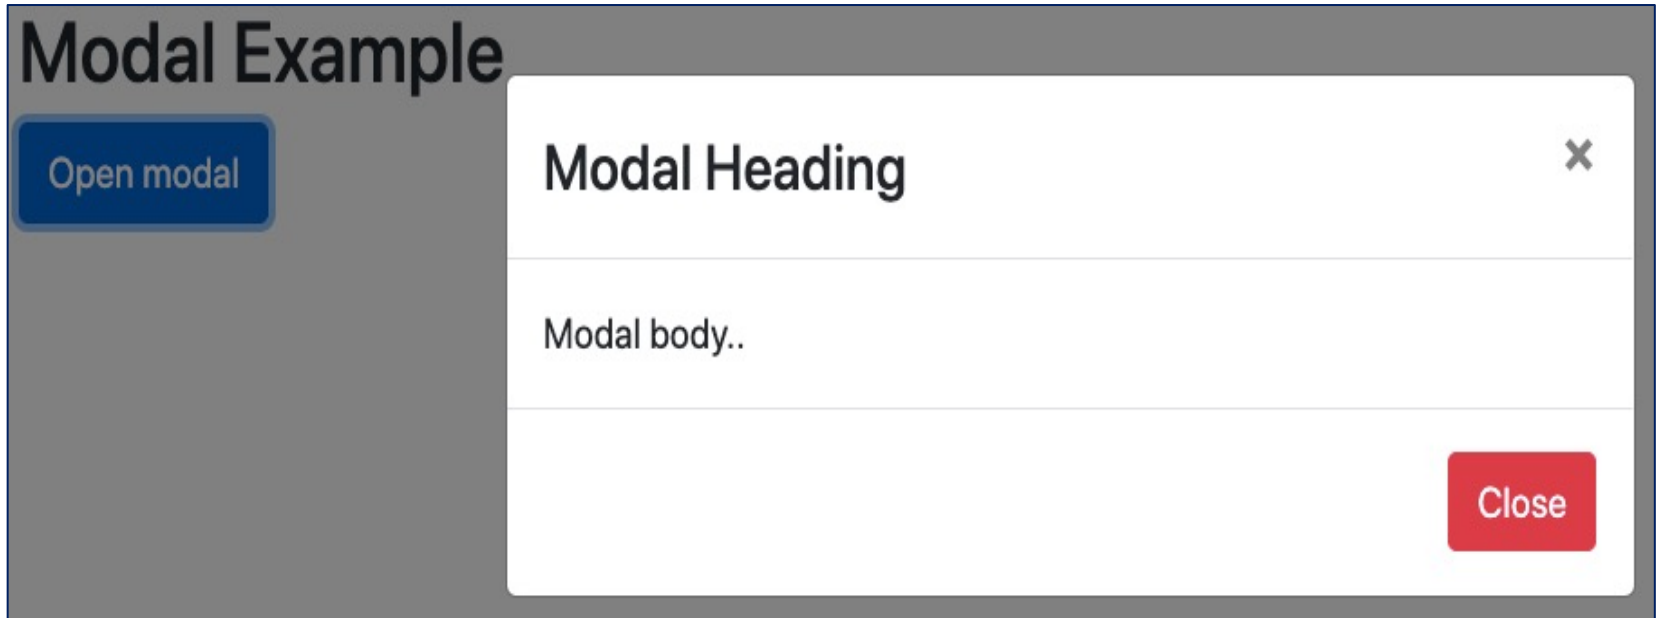 Modal Example
Open modal
Modal Heading
×
Modal body..
Close